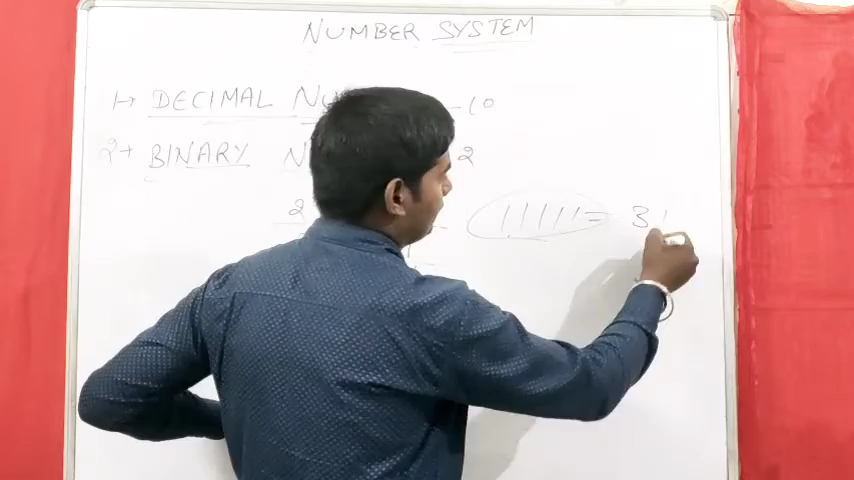 NUMBER SYSTEM
1→ DECIMAL 10
2→ BINARY 2
2
11111 = 31